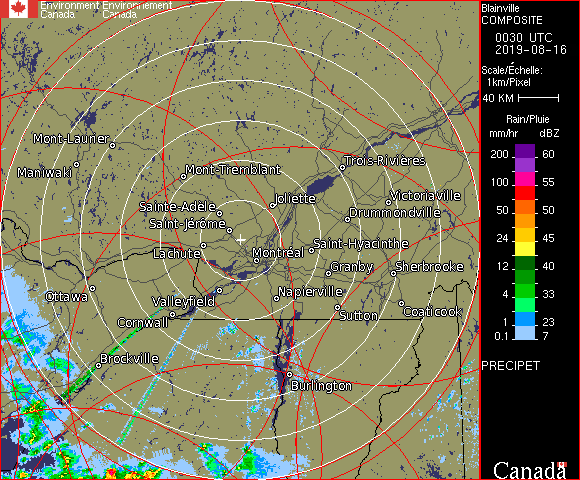 Environment Environnement
Canada Canada
Blainville
COMPOSITE
0030 UTC
2019-08-16
Scale/Échelle:
1km/Pixel
40 KM
Rain/Pluie
mm/hr dBZ
200 60
100 55
50 50
24 45
12 40
4 33
1 23
0.1 7
PRECIPET
Canada
Mont-Laurier
Maniwaki
Mont-Tremblant
Trois-Rivières
Joliette
Victoriaville
Sainte-Adèle
Drummondville
Saint-Jérôme
Saint-Hyacinthe
Lachute
Montréal
Granby
Sherbrooke
Ottawa
Valleyfield
Napierville
Cornwall
Sutton
Coaticook
Brockville
Burlington